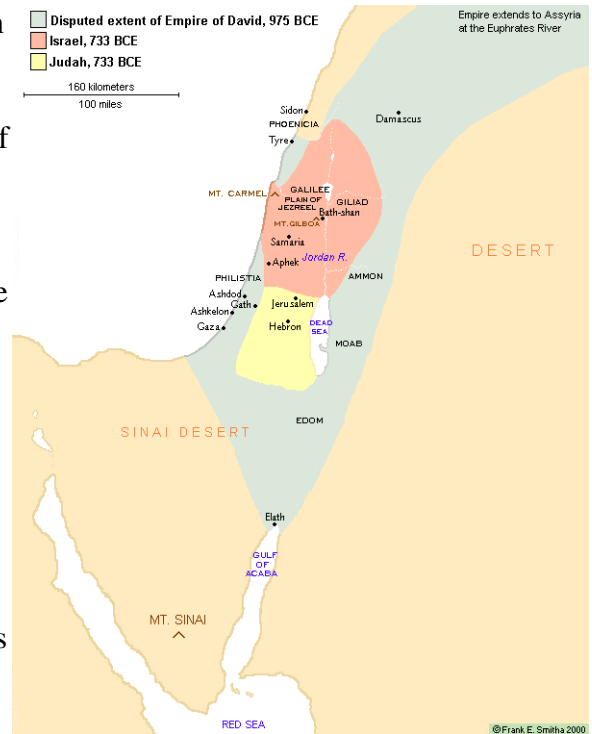 n
Disputed extent of Empire of David, 975 BCE
Israel, 733 BCE
Judah, 733 BCE
Empire extends to Assyria
at the Euphrates River
160 kilometers
100 miles
Sidon
PHOENICIA
Damascus
f
Tyre
MT. CARMEL
GALILEE
PLAIN OF
JEZREEL
GILIAD
Bath-shan
MT.GILBOA
Samaria
Jordan R.
Aphek
DESERT
PHILISTIA
AMMON
e
Ashdod
Gath
Jerusalem
Ashkelon
Gaza
Hebron
DEAD
SEA
MOAB
EDOM
SINAI DESERT
Elath
GULF
OF
ACABA
MT. SINAI
s
RED SEA
©Frank E. Smitha 2000